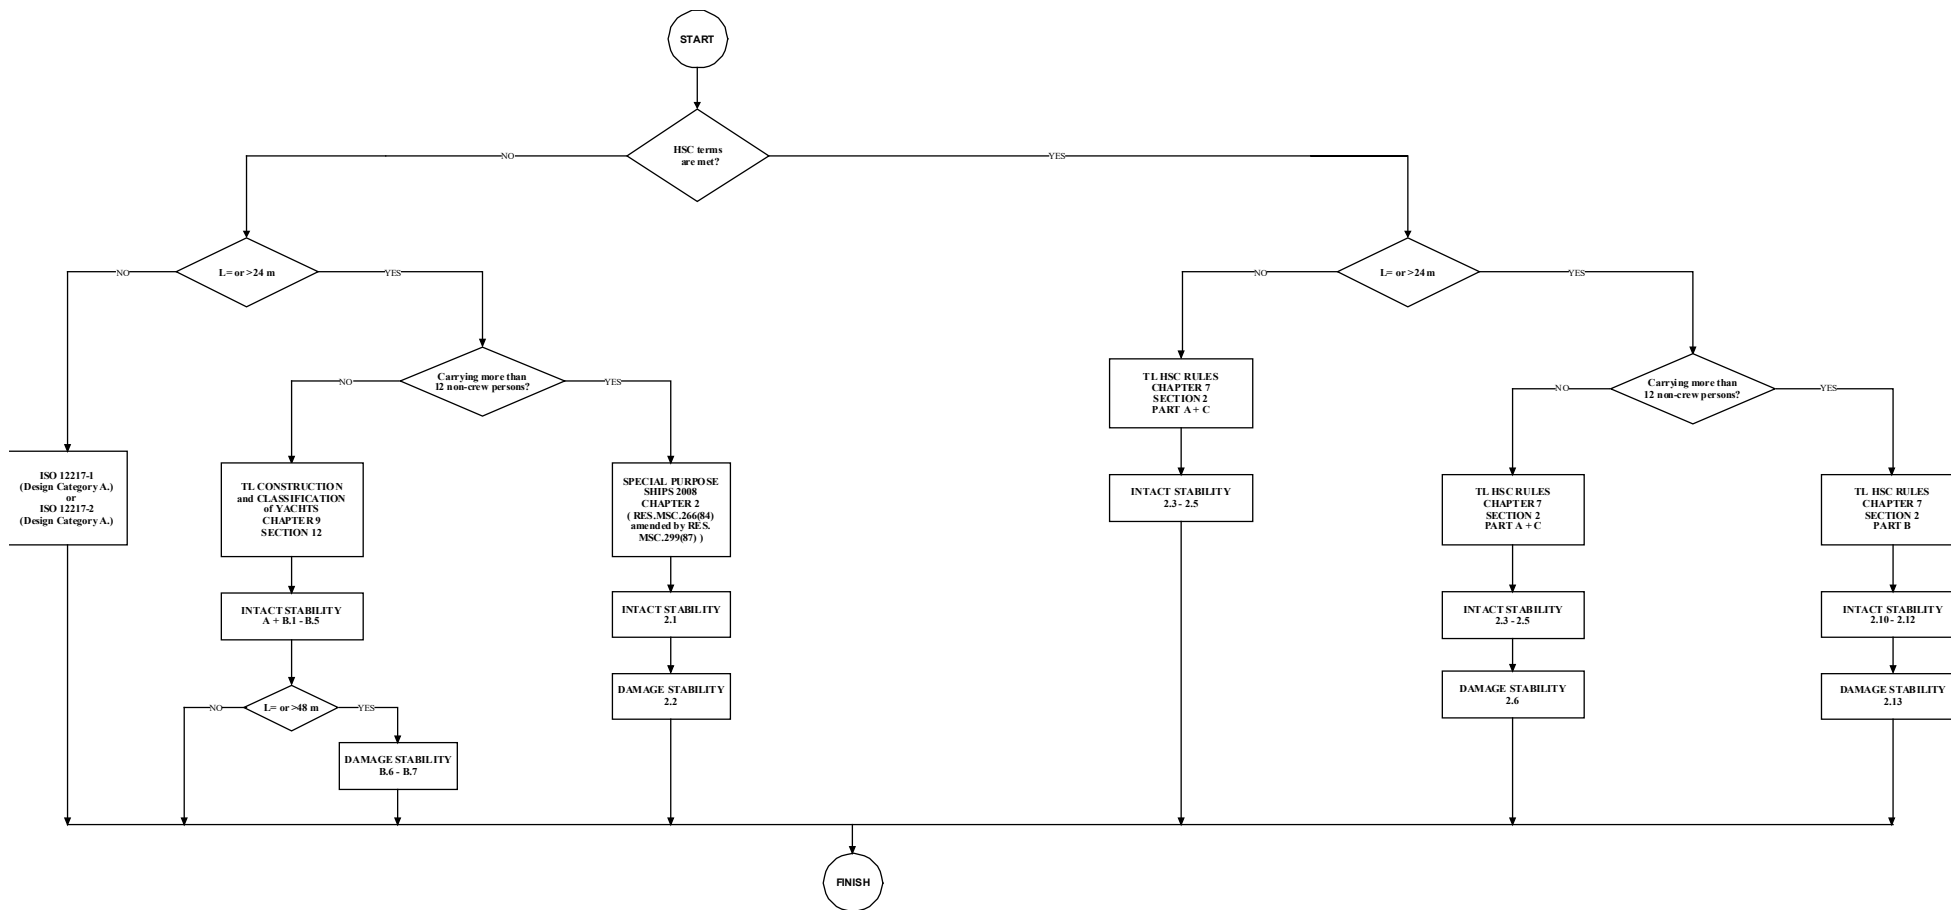 START
HSC terms
are met?
NO
YES
L= or >24 m
NO
YES
L= or >24 m
NO
YES
Carrying more than
12 non-crew persons?
NO
YES
TL HSC RULES
CHAPTER 7
SECTION 2
PART A + C
Carrying more than
12 non-crew persons?
NO
YES
ISO 12217-1
(Design Category A.)
or
ISO 12217-2
(Design Category A.)
TL CONSTRUCTION
and CLASSIFICATION
of YACHTS
CHAPTER 9
SECTION 12
SPECIAL PURPOSE
SHIPS 2008
CHAPTER 2
( RES.MSC.266(84)
amended by RES.
MSC.299(87) )
INTACT STABILITY
2.3 - 2.5
TL HSC RULES
CHAPTER 7
SECTION 2
PART A + C
TL HSC RULES
CHAPTER 7
SECTION 2
PART B
INTACT STABILITY
A + B.1 - B.5
INTACT STABILITY
2.1
INTACT STABILITY
2.3 - 2.5
INTACT STABILITY
2.10 - 2.12
L= or >48 m
NO
YES
DAMAGE STABILITY
2.2
DAMAGE STABILITY
2.6
DAMAGE STABILITY
2.13
DAMAGE STABILITY
B.6 - B.7
FINISH